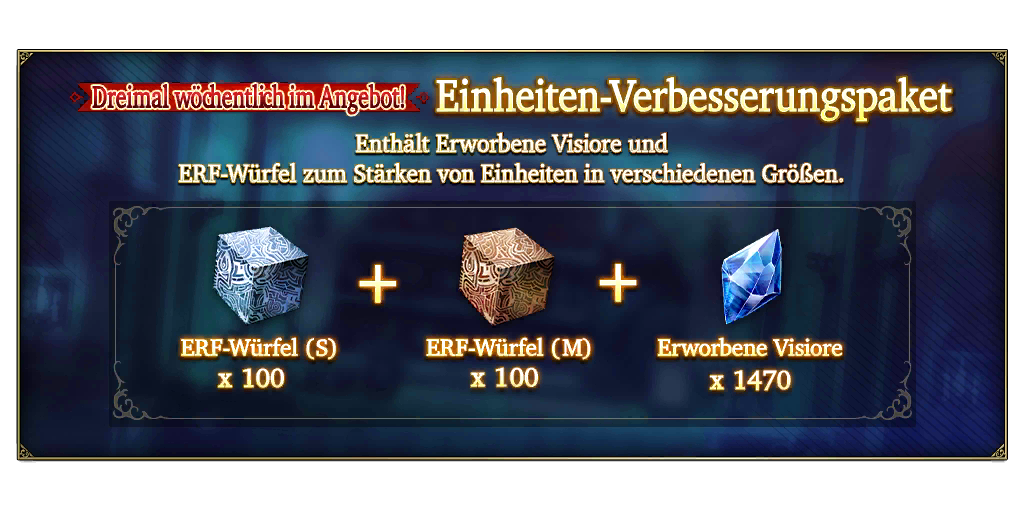 Dreimal wöchentlich im Angebot! Einheiten-Verbesserungspaket
Enthält Erworbene Visiore und
ERF-Würfel zum Stärken von Einheiten in verschiedenen Größen.
ERF-Würfel (S) + ERF-Würfel (M) + Erworbene Visiore
x 100 x 100 x 1470